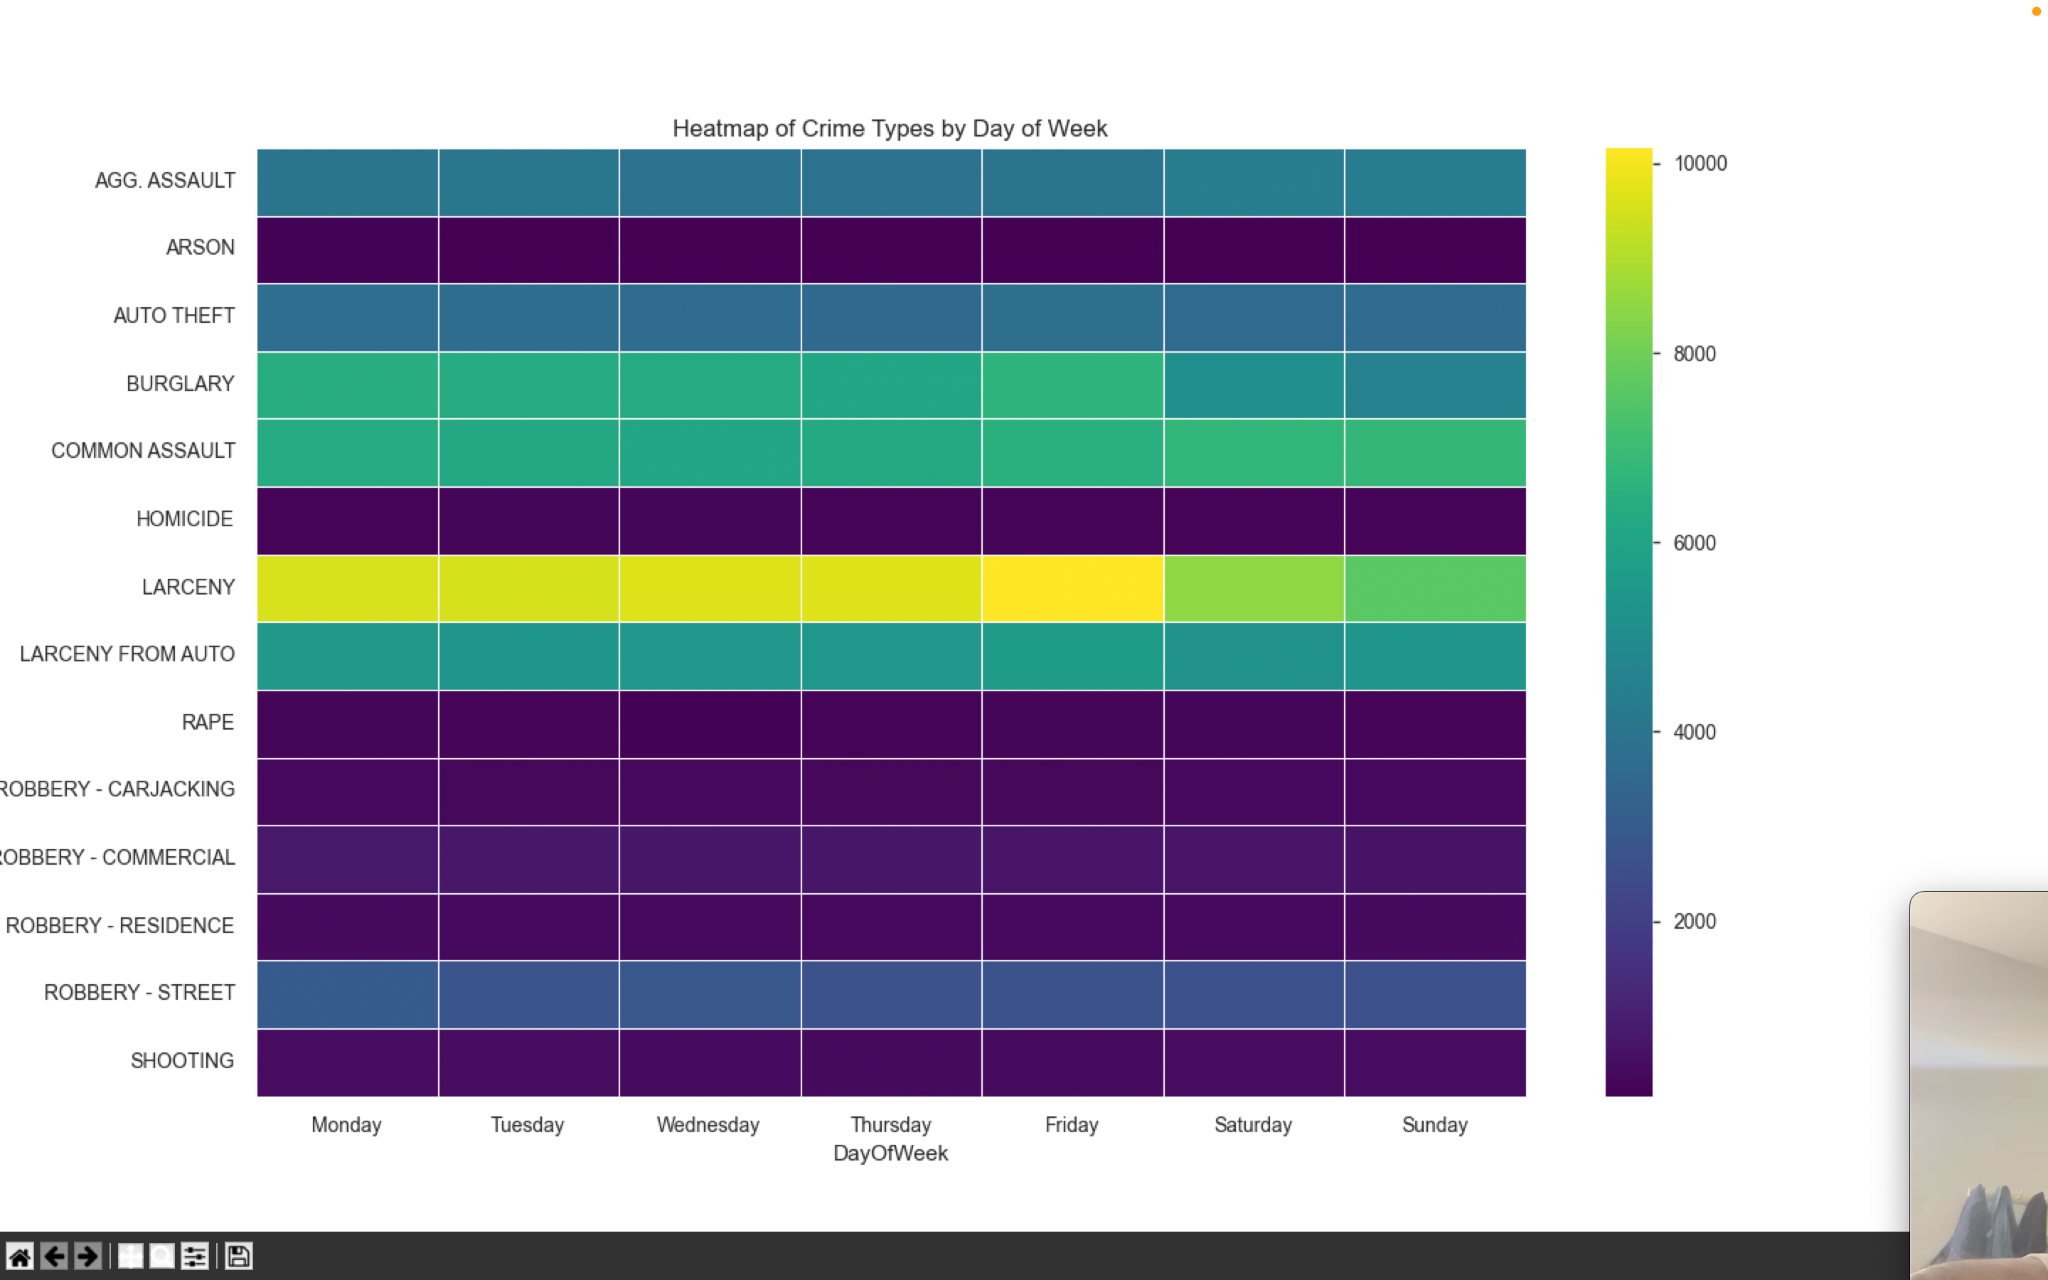 Heatmap of Crime Types by Day of Week
AGG. ASSAULT
ARSON
AUTO THEFT
BURGLARY
COMMON ASSAULT
HOMICIDE
LARCENY
LARCENY FROM AUTO
RAPE
ROBBERY - CARJACKING
ROBBERY - COMMERCIAL
ROBBERY - RESIDENCE
ROBBERY - STREET
SHOOTING
Monday Tuesday Wednesday Thursday Friday Saturday Sunday
DayOfWeek
10000
8000
6000
4000
2000